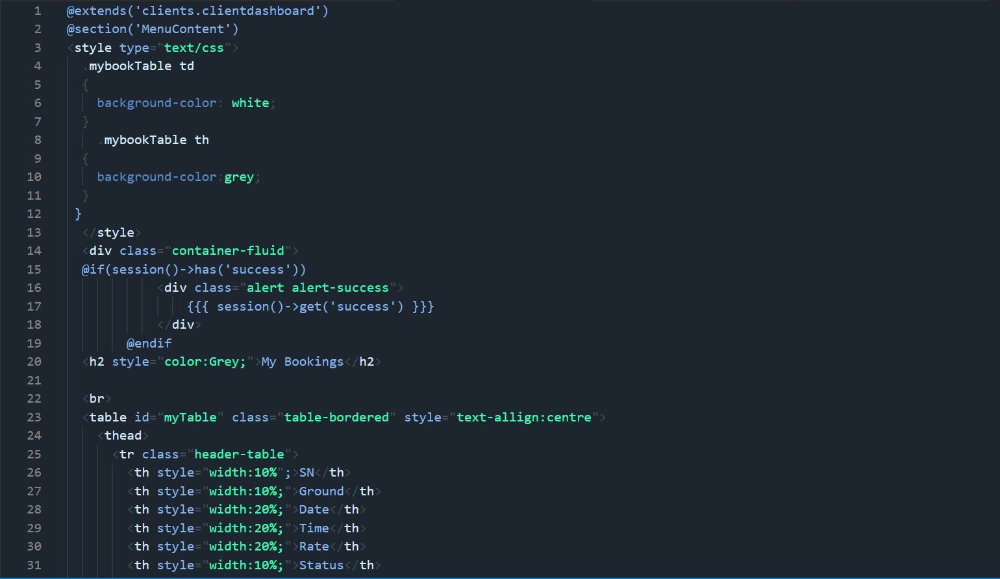 1 @extends('clients.clientdashboard')
2 @section('MenuContent')
3 <style type="text/css">
4 .mybookTable td
5 {
6 background-color: white;
7 }
8 .mybookTable th
9 {
10 background-color:grey;
11 }
12 }
13 </style>
14 <div class="container-fluid">
15 @if(session()->has('success'))
16 <div class="alert alert-success">
17 {{{ session()->get('success') }}}
18 </div>
19 @endif
20 <h2 style="color:Grey;">My Bookings</h2>
21
22 <br>
23 <table id="myTable" class="table-bordered" style="text-allign:centre">
24 <thead>
25 <tr class="header-table">
26 <th style="width:10%";>SN</th>
27 <th style="width:10%;">Ground</th>
28 <th style="width:20%;">Date</th>
29 <th style="width:20%;">Time</th>
30 <th style="width:20%;">Rate</th>
31 <th style="width:10%;">Status</th>